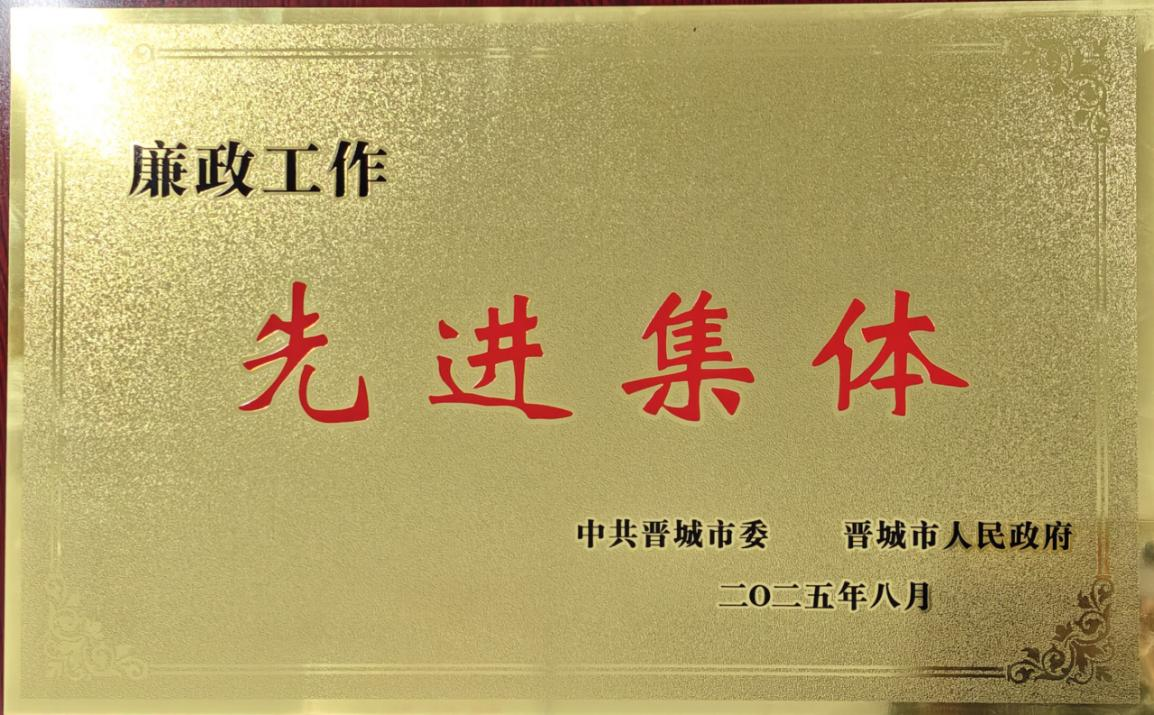 廉政工作
先进集体
中共晋城市委 晋城市人民政府
二〇二五年八月